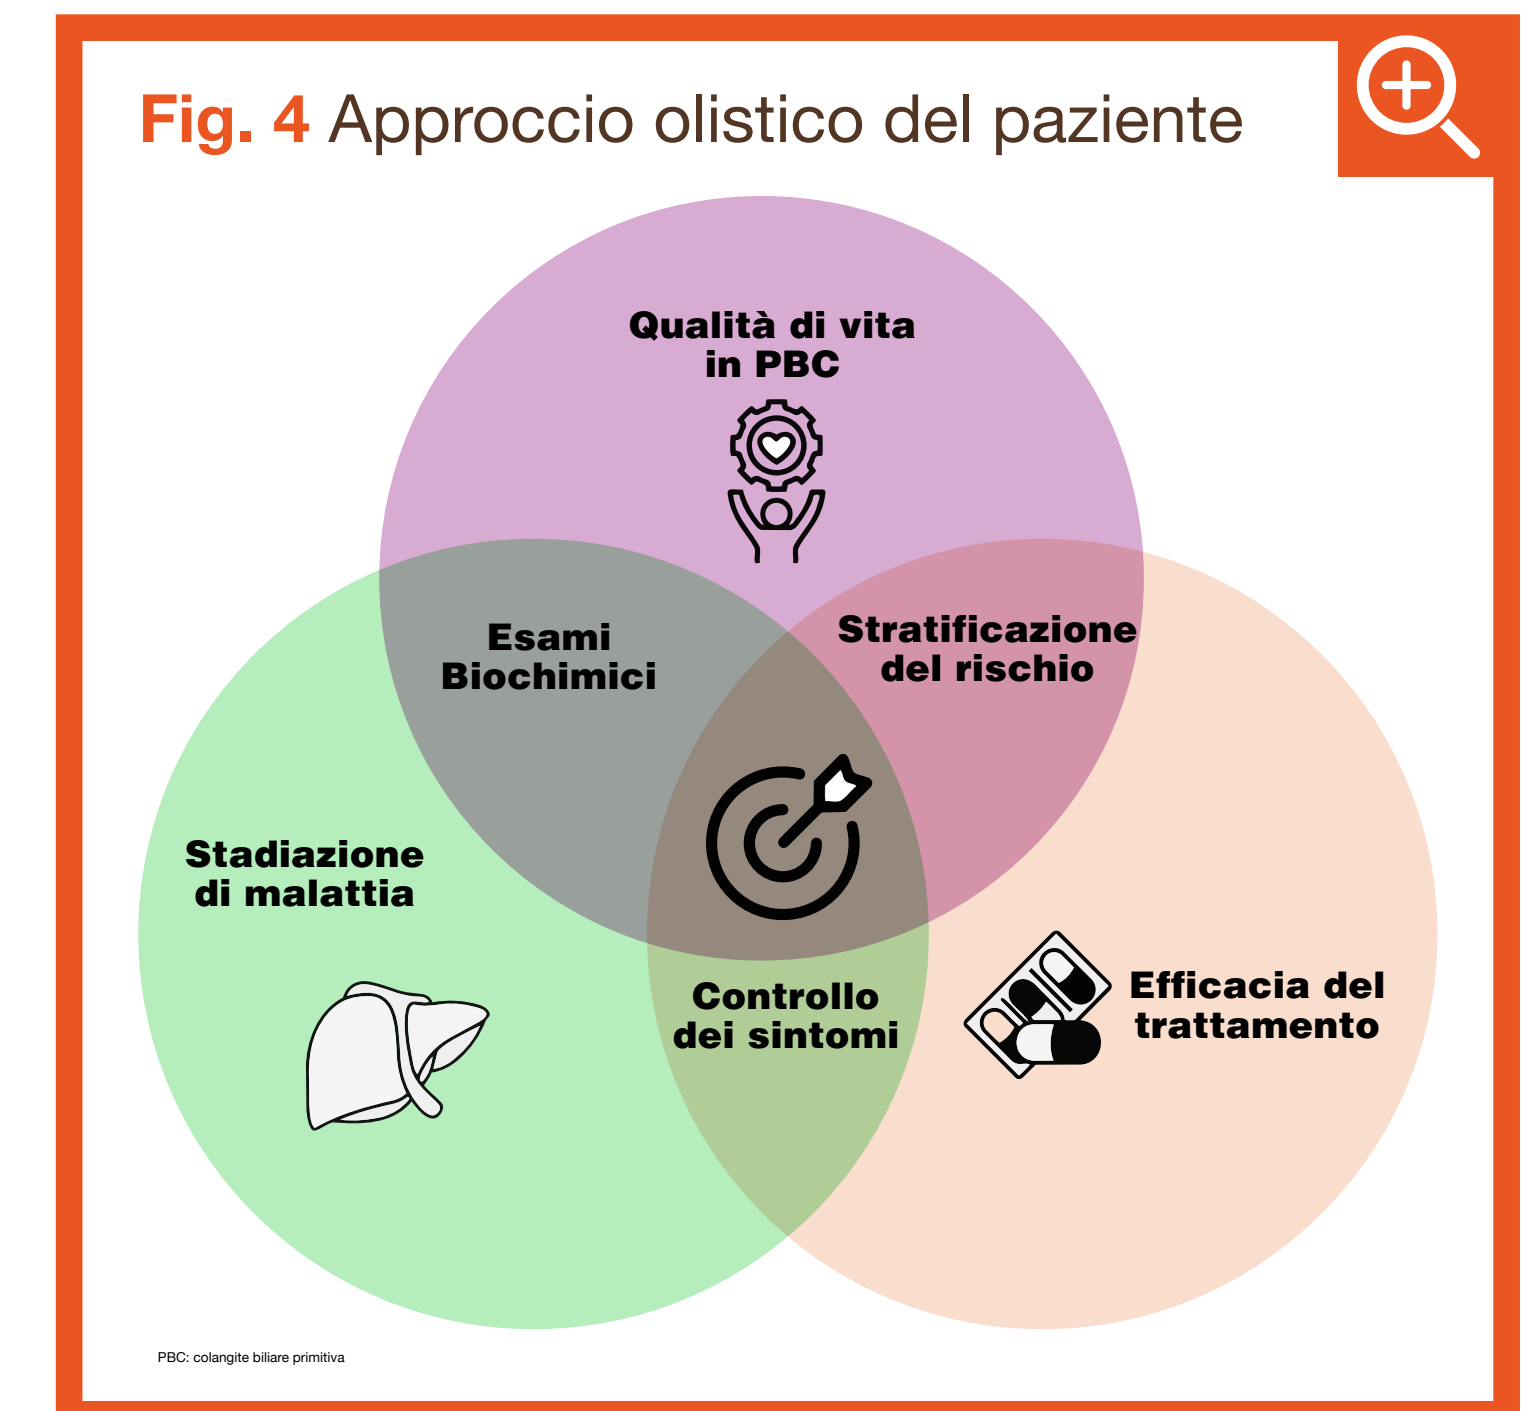 Fig. 4 Approccio olistico del paziente
Qualità di vita
in PBC
Esami
Biochimici
Stratificazione
del rischio
Stadiazione
di malattia
Controllo
dei sintomi
Efficacia del
trattamento
PBC: colangite biliare primitiva